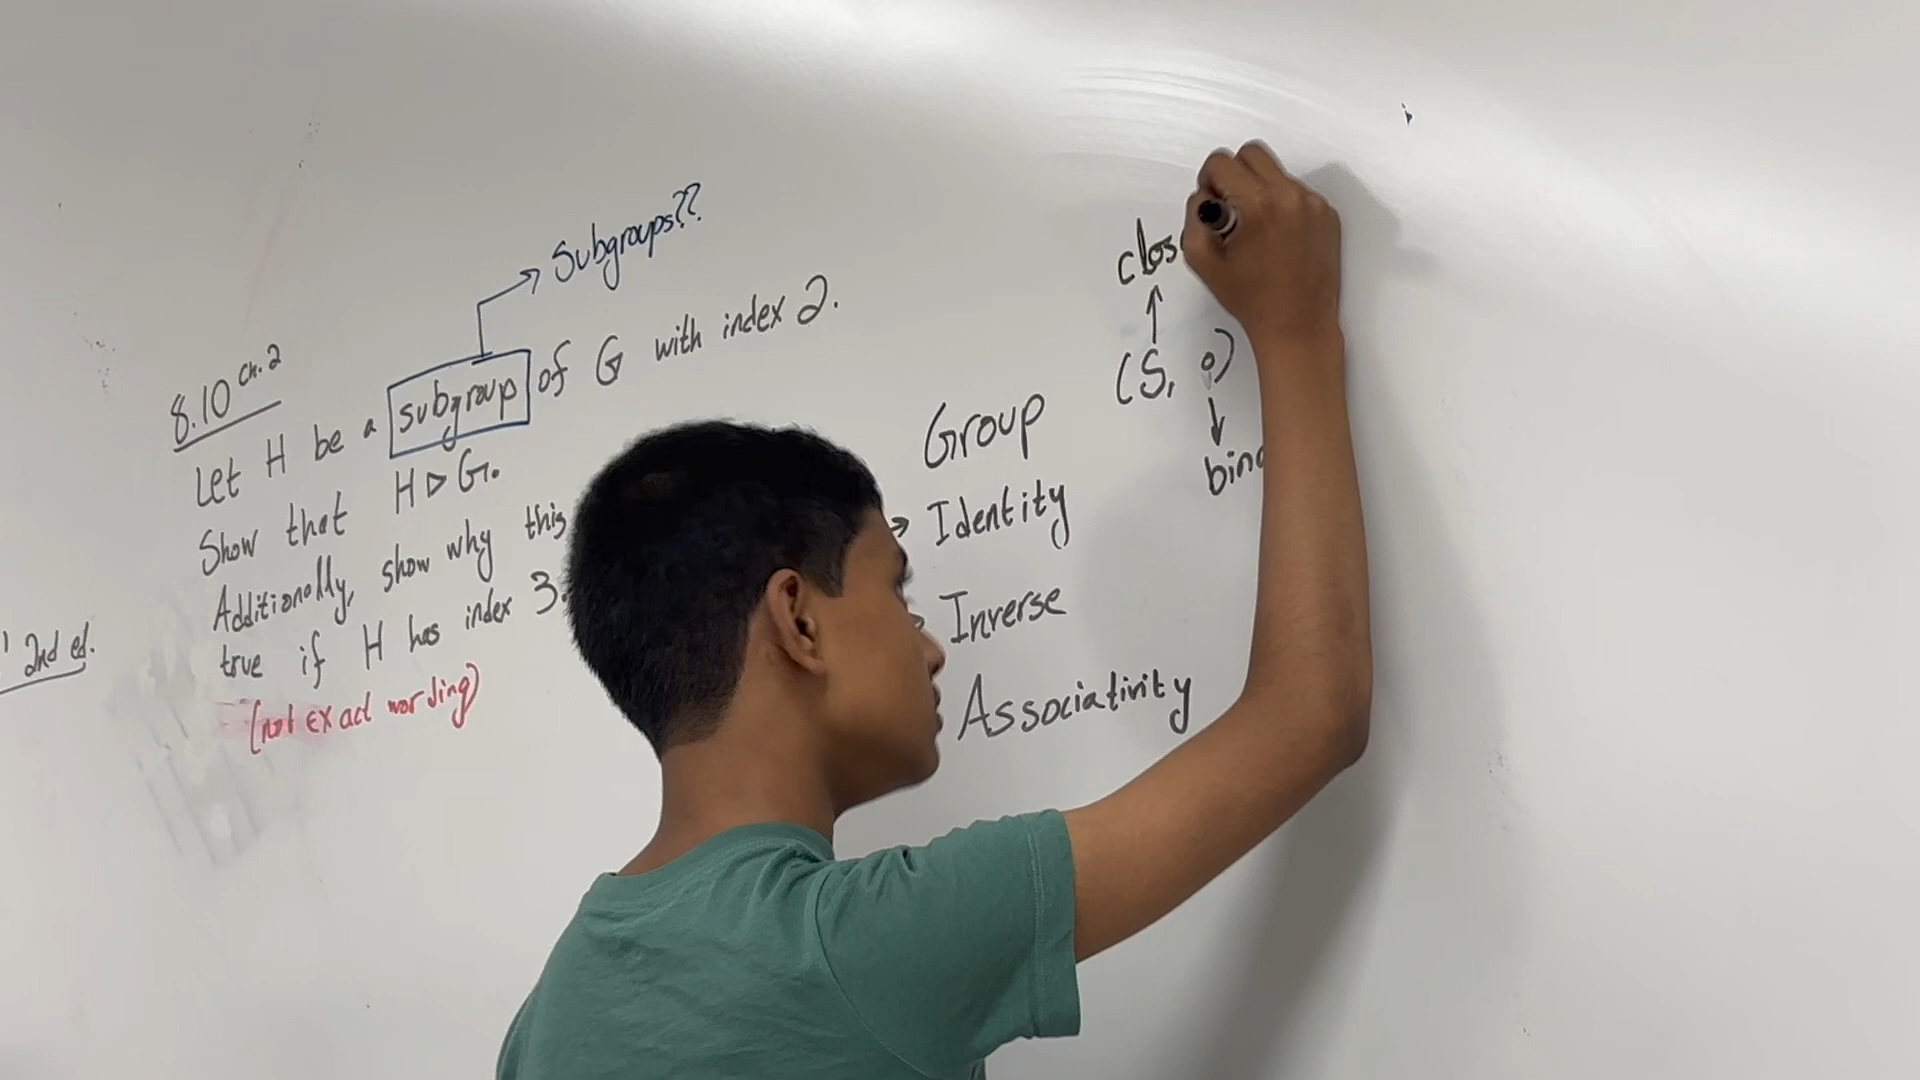 Subgroups??
8.10 Ch. 2
Let H be a subgroup of G with index 2.
Show that H ▷ G.
Additionally, show why this
true if H has index 3.
(not exact wording)
2nd ed.
Group
Identity
Inverse
Associativity
clos
(S, ∘)
bin